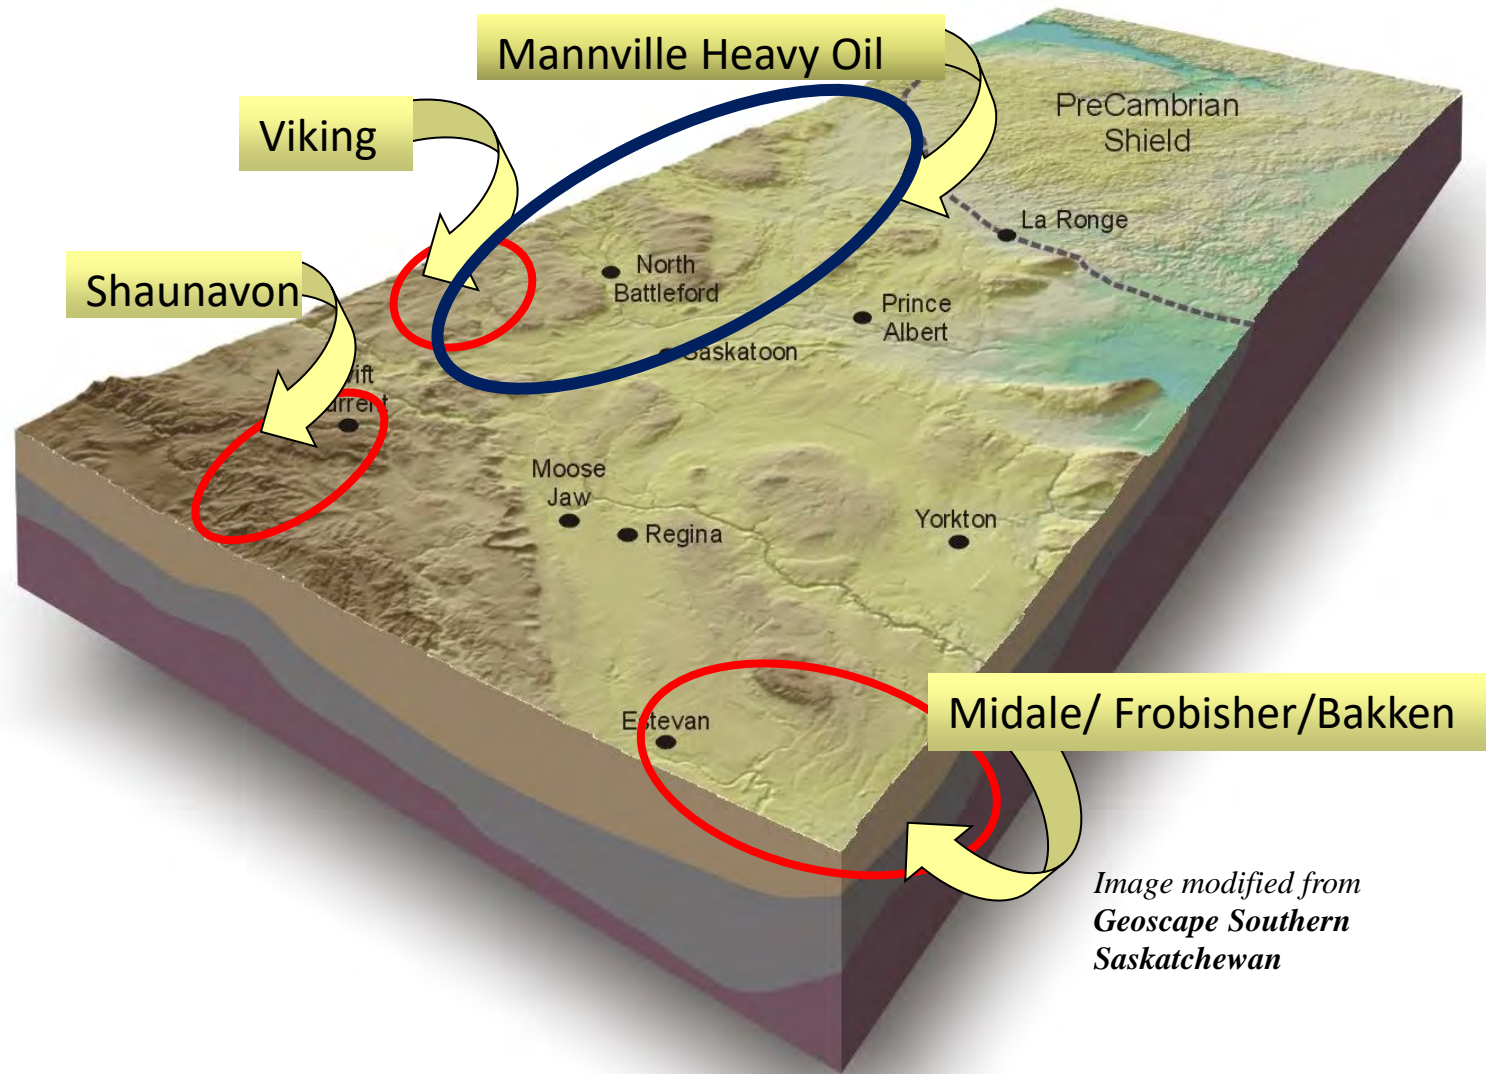 Mannville Heavy Oil
PreCambrian
Shield
Viking
La Ronge
North
Battleford
Shaunavon
Prince
Albert
Saskatoon
Moose
Jaw
Regina
Yorkton
Midale/ Frobisher/Bakken
Estevan
Image modified from
Geoscape Southern
Saskatchewan